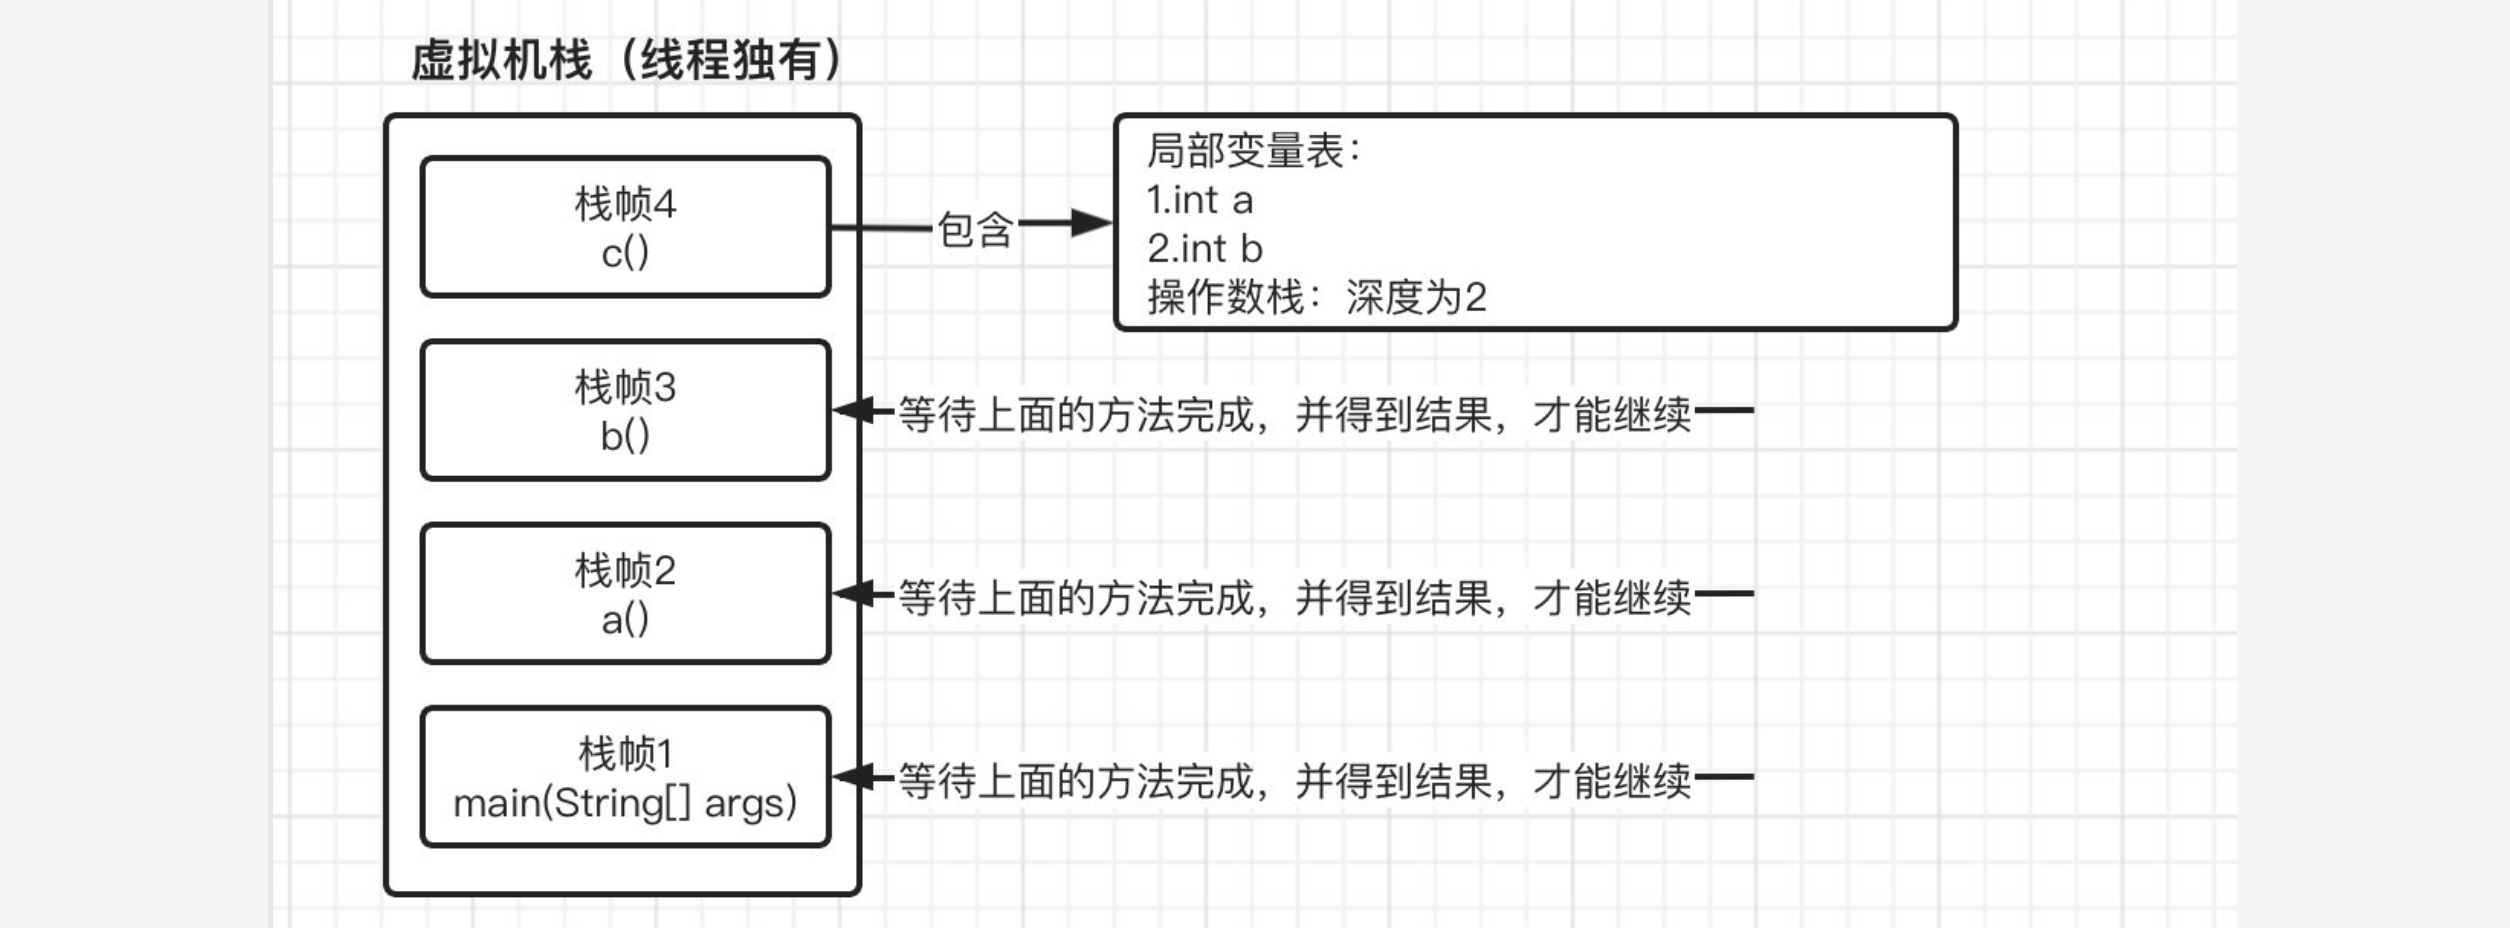 虚拟机栈（线程独有）
栈帧4
c()
包含
局部变量表：
1.int a
2.int b
操作数栈：深度为2
栈帧3
b()
等待上面的方法完成，并得到结果，才能继续
栈帧2
a()
等待上面的方法完成，并得到结果，才能继续
栈帧1
main(String[] args)
等待上面的方法完成，并得到结果，才能继续